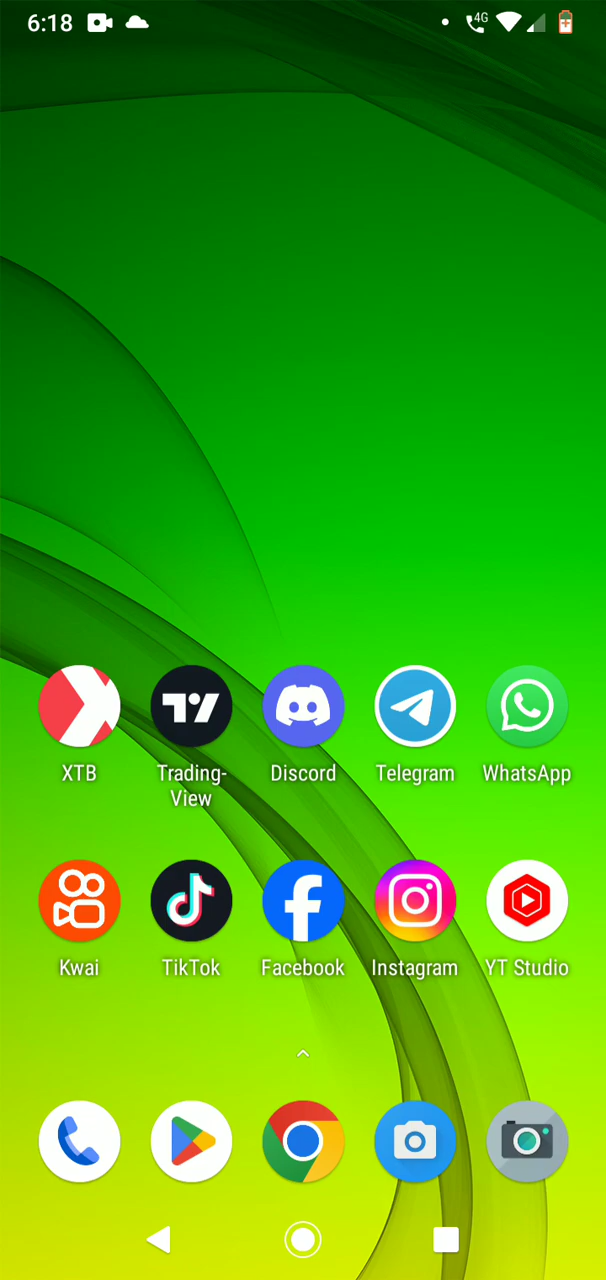 6:18
4G
XTB
Trading-
View
Discord
Telegram
WhatsApp
Kwai
TikTok
Facebook
Instagram
YT Studio